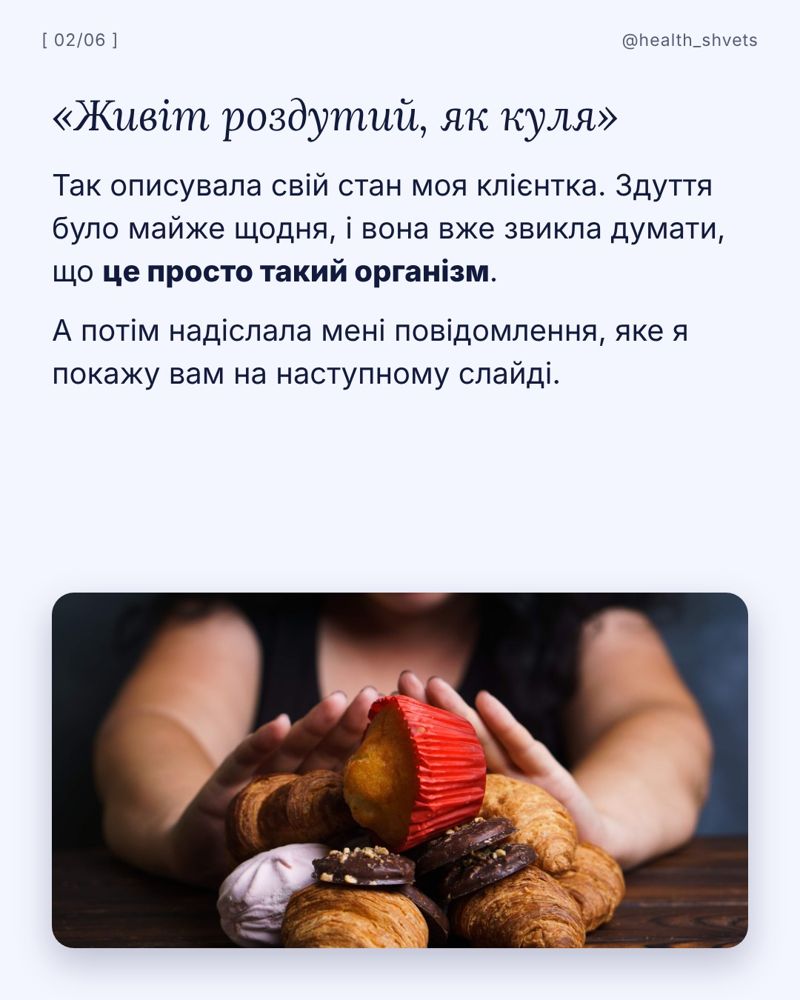 [ 02/06 ]
@health_shvets
«Живіт роздутий, як куля»
Так описувала свій стан моя клієнтка. Здуття
було майже щодня, і вона вже звикла думати,
що це просто такий організм.
А потім надіслала мені повідомлення, яке я
покажу вам на наступному слайді.